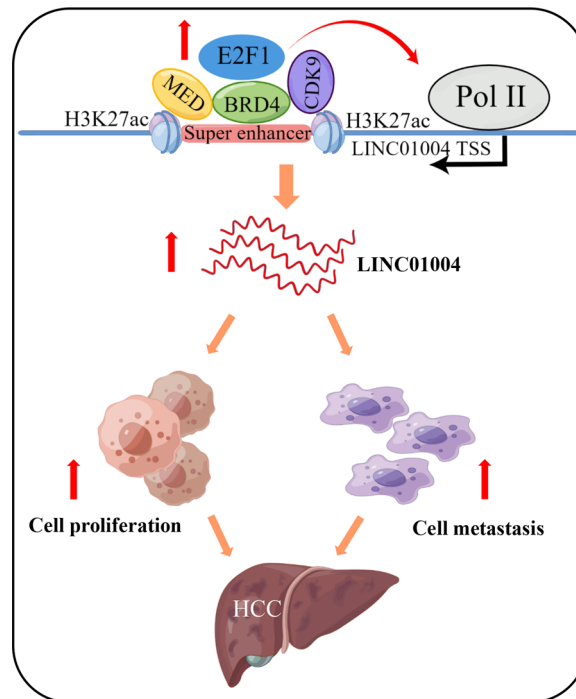 E2F1
MED
BRD4
CDK9
Pol II
H3K27ac
Super enhancer
H3K27ac
LINC01004 TSS
LINC01004
Cell proliferation
Cell metastasis
HCC